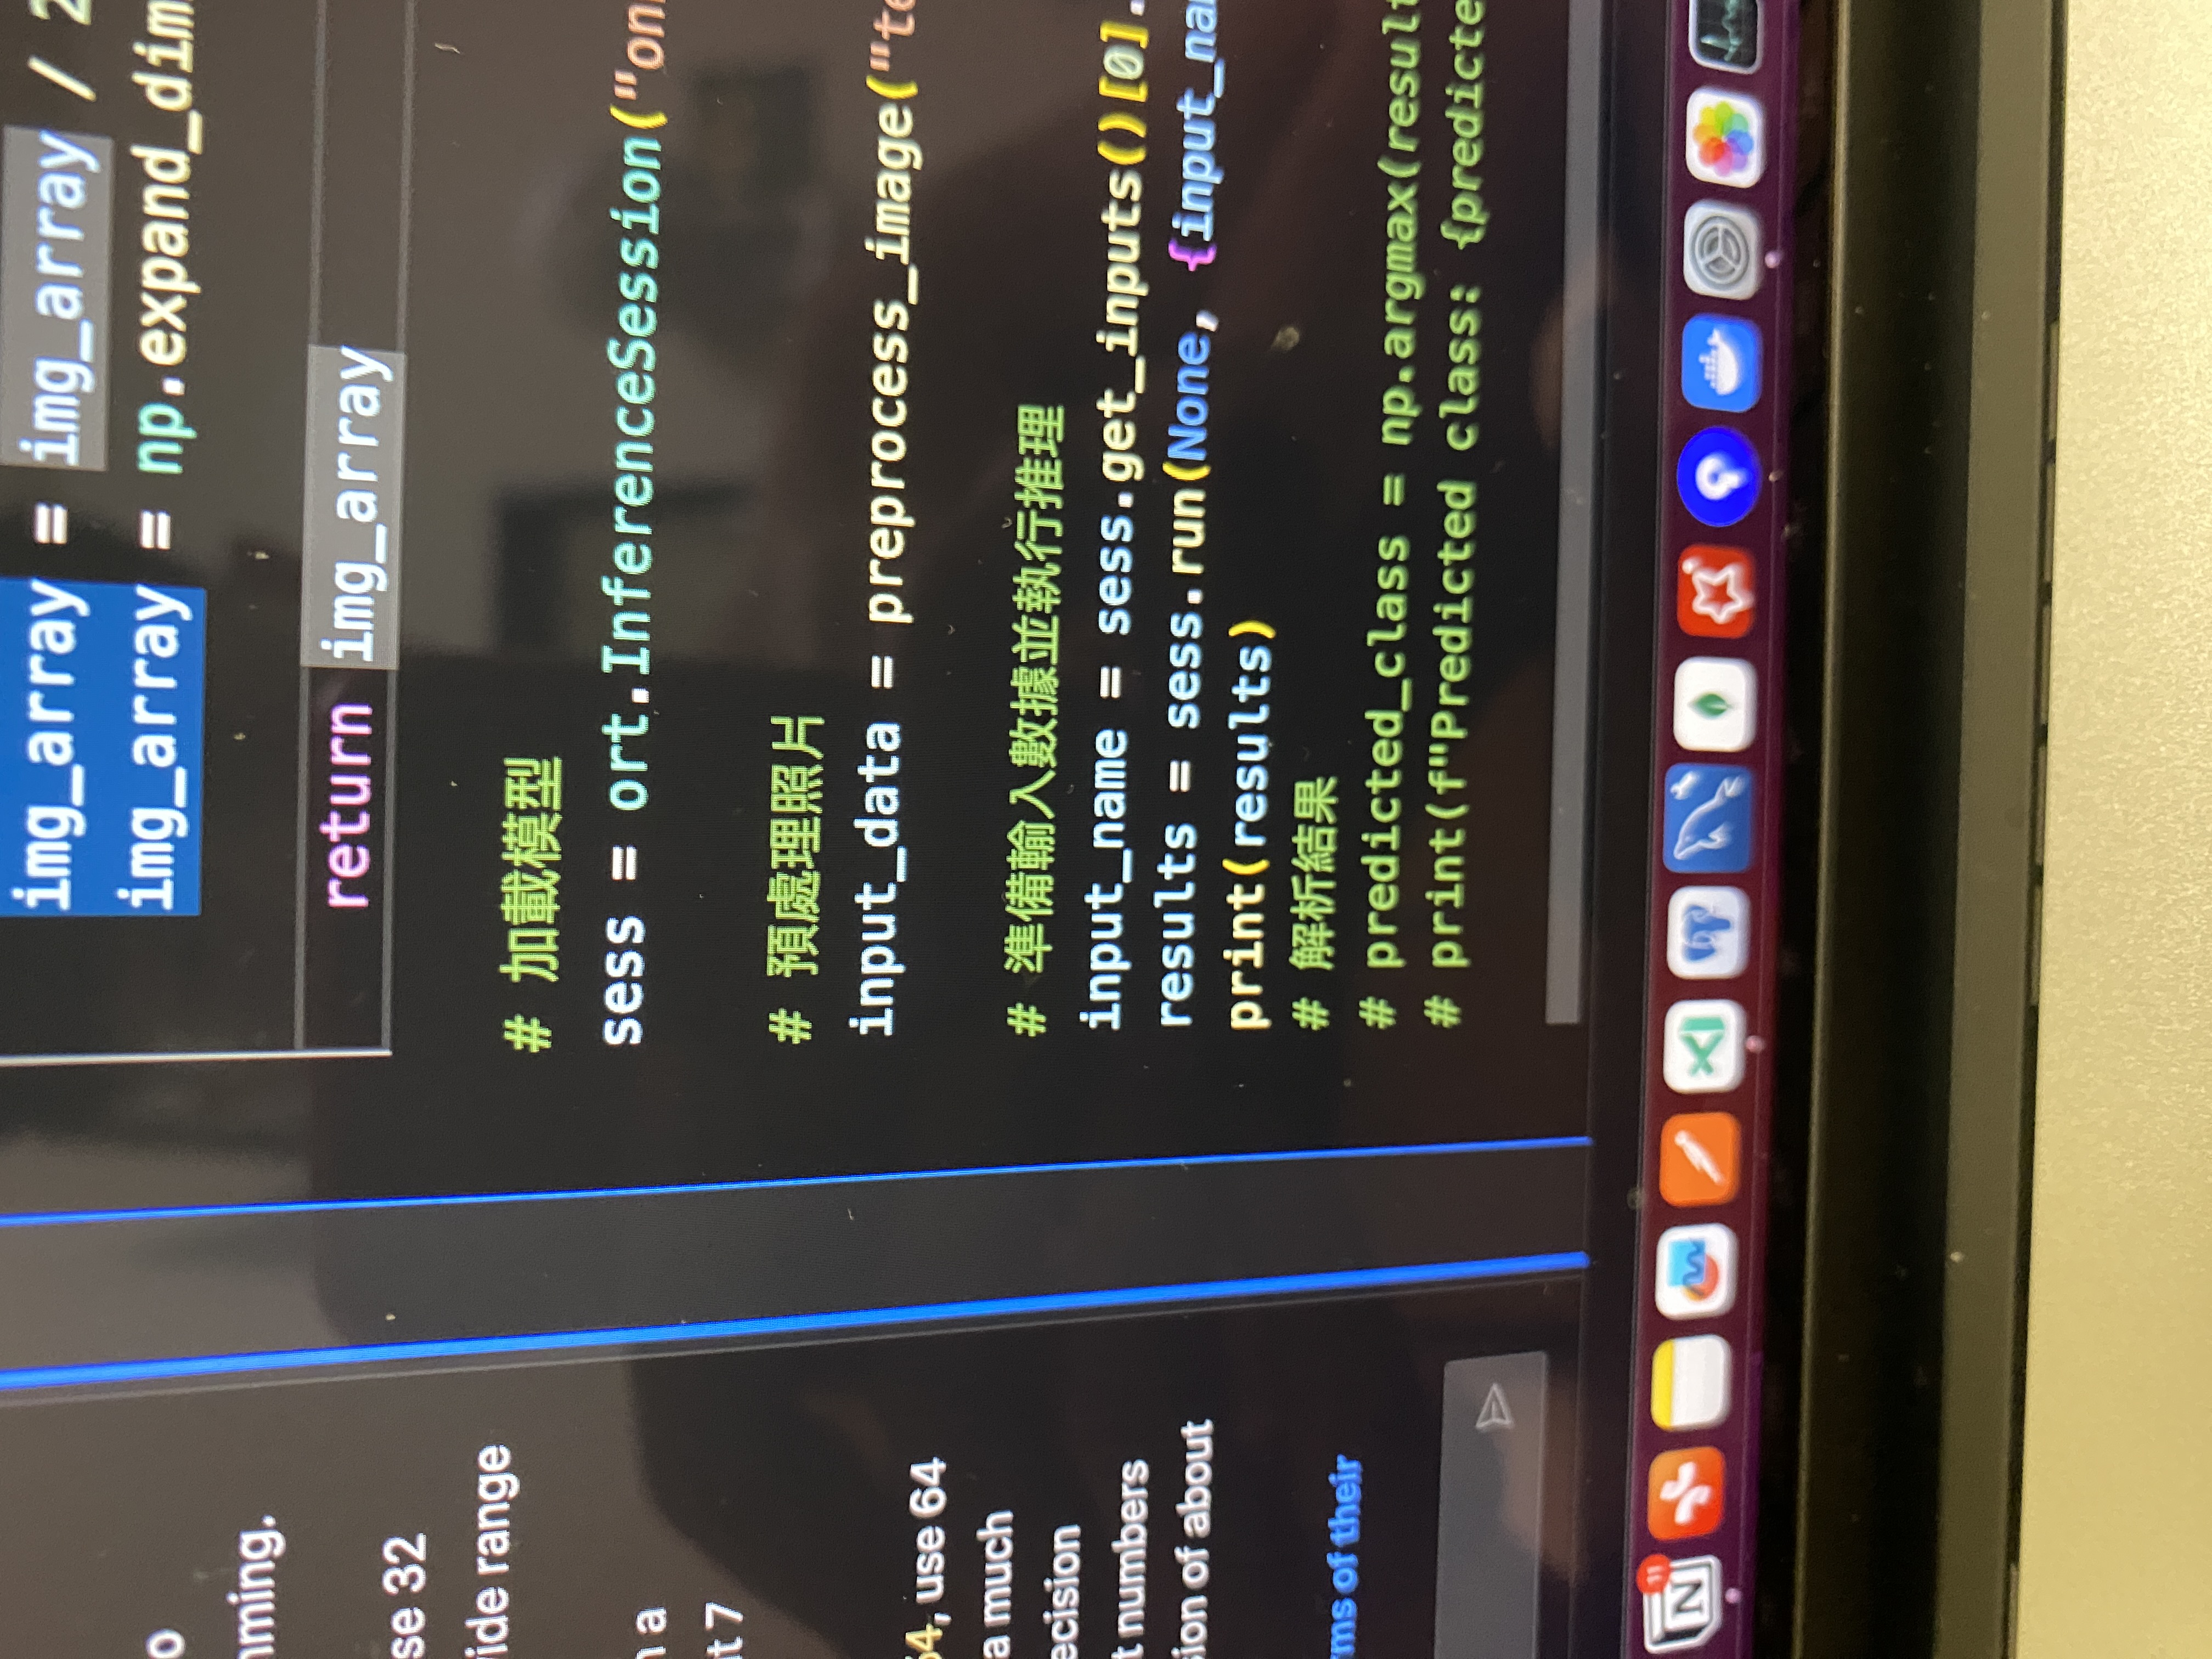 o
mming.
se 32
ide range
n a
t 7
64, use 64
a much
ecision
t numbers
sion of about
rms of their
img_array = img_array / 2
img_array = np.expand_dim
return img_array
# 加載模型
sess = ort.InferenceSession("on
# 預處理照片
input_data = preprocess_image("te
# 準備輸入數據並執行推理
input_name = sess.get_inputs()[0].
results = sess.run(None, {input_na
print(results)
# 解析結果
# predicted_class = np.argmax(result
# print(f"Predicted class: {predicte
11